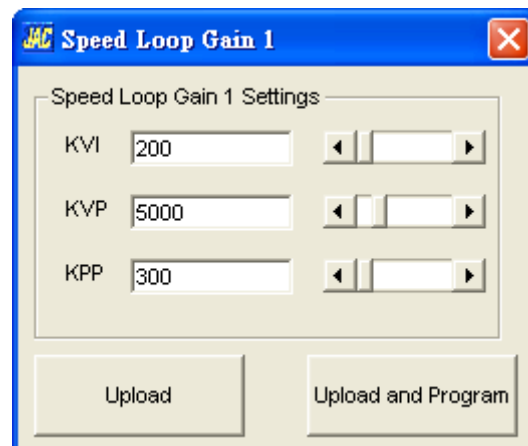 JAC Speed Loop Gain 1
Speed Loop Gain 1 Settings
KVI 200
KVP 5000
KPP 300
Upload Upload and Program